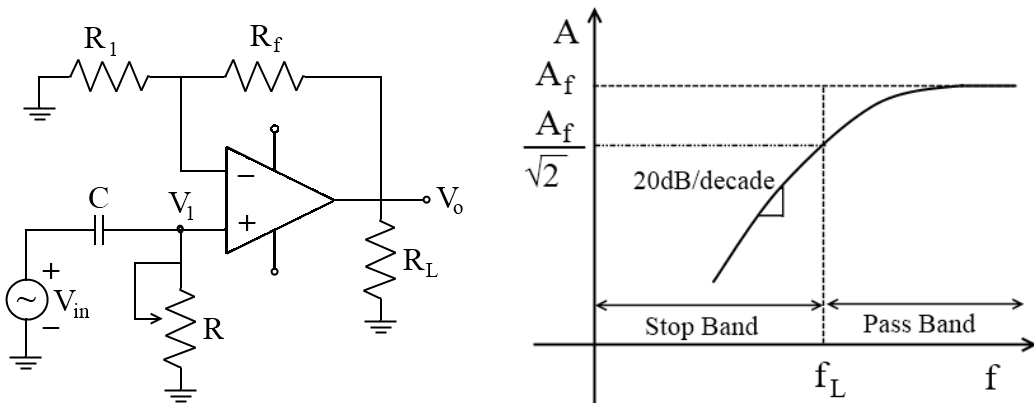 R1
Rf
C
V1
−
+
Vo
+
Vin
−
R
RL
A
Af
Af
√2
20dB/decade
Stop Band
Pass Band
fL
f